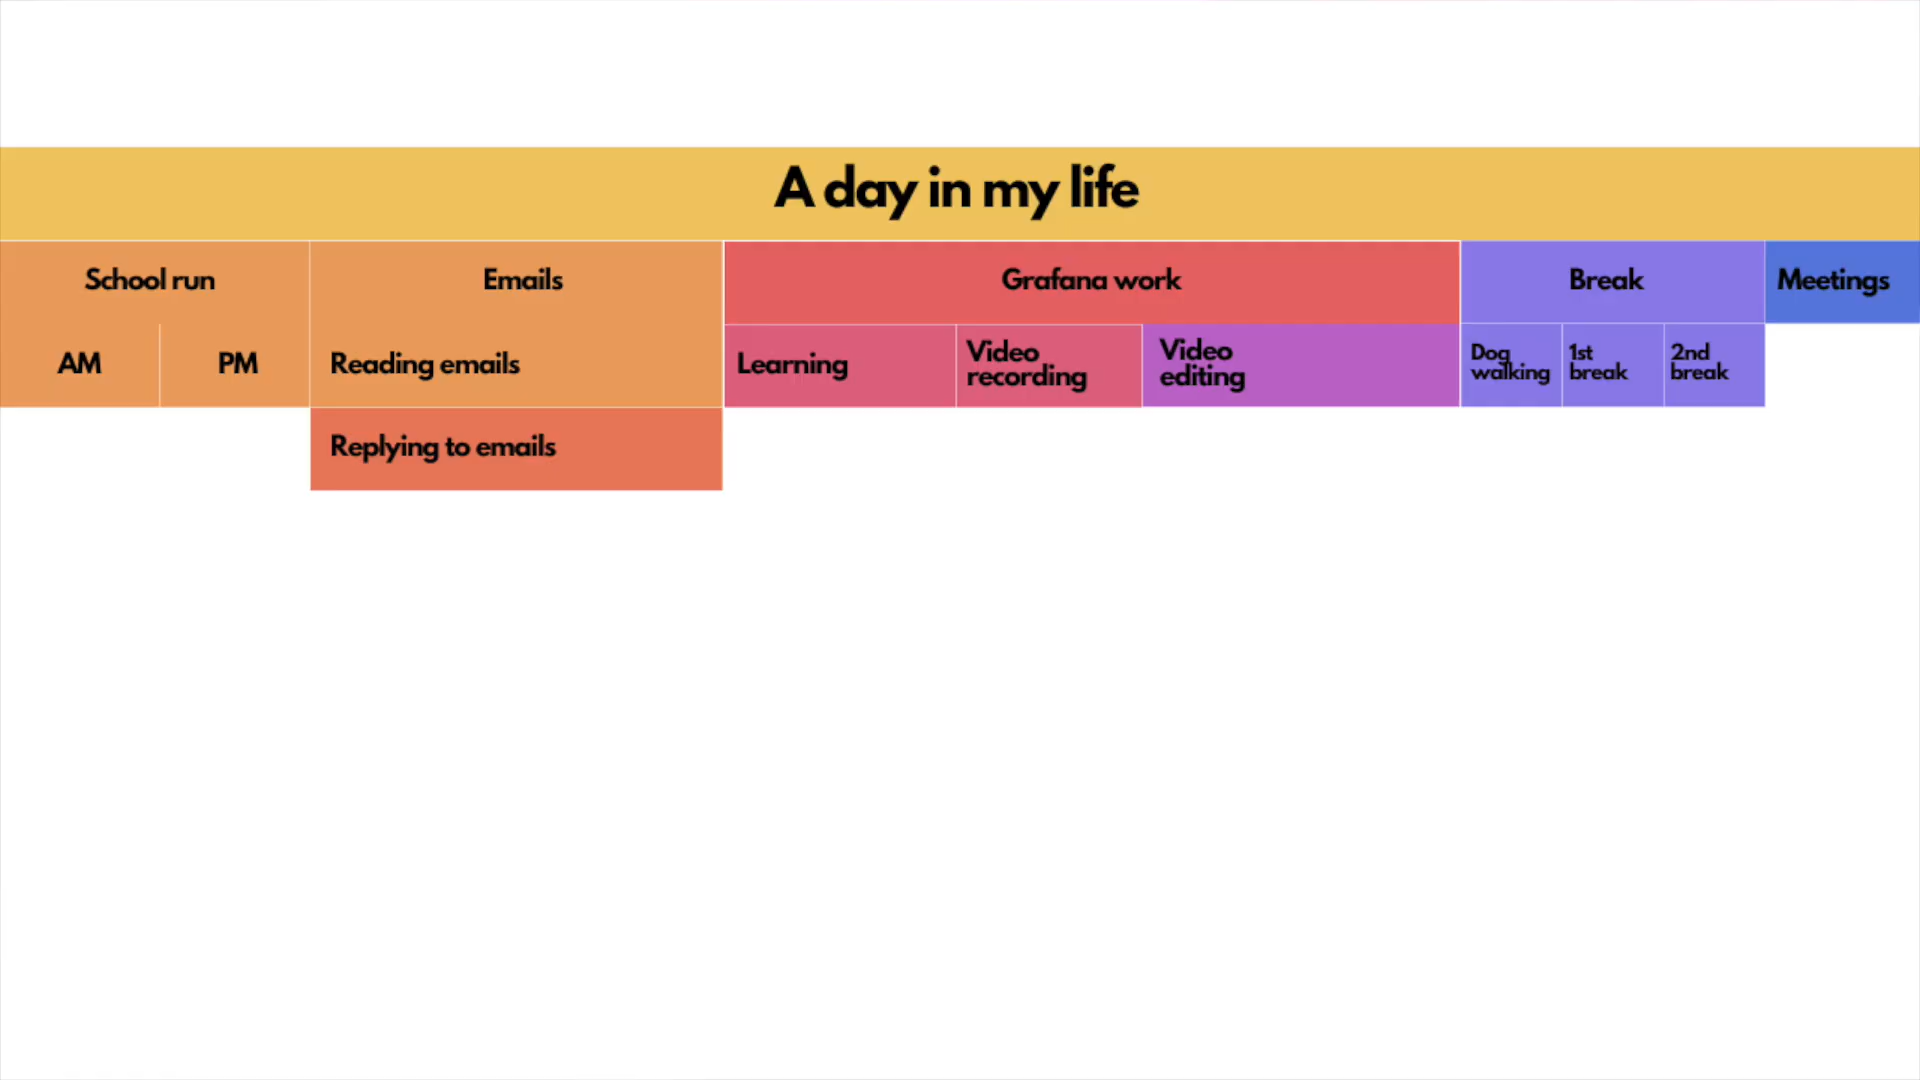 A day in my life
School run
Emails
Grafana work
Break
Meetings
AM
PM
Reading emails
Learning
Video
recording
Video
editing
Dog
walking
1st
break
2nd
break
Replying to emails